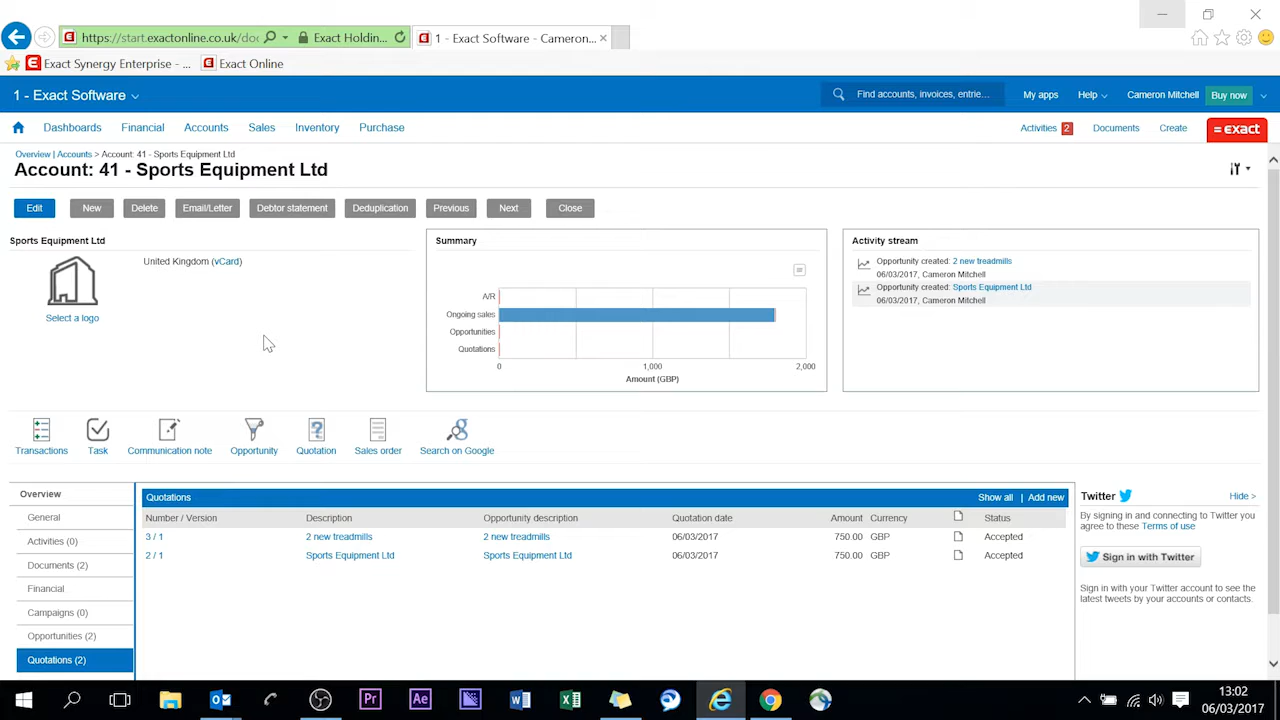 https://start.exactonline.co.uk/doc
Exact Holdin...
1 - Exact Software - Cameron...
Exact Synergy Enterprise - ...
Exact Online
1 - Exact Software
Find accounts, invoices, entrie...
My apps
Help
Cameron Mitchell
Buy now
Dashboards
Financial
Accounts
Sales
Inventory
Purchase
Activities 2
Documents
Create
= exact
Overview | Accounts > Account: 41 - Sports Equipment Ltd
Account: 41 - Sports Equipment Ltd
Edit
New
Delete
Email/Letter
Debtor statement
Deduplication
Previous
Next
Close
Sports Equipment Ltd
United Kingdom (vCard)
Select a logo
Summary
A/R
Ongoing sales
Opportunities
Quotations
0 1,000 2,000
Amount (GBP)
Activity stream
Opportunity created: 2 new treadmills
06/03/2017, Cameron Mitchell
Opportunity created: Sports Equipment Ltd
06/03/2017, Cameron Mitchell
Transactions
Task
Communication note
Opportunity
Quotation
Sales order
Search on Google
Overview
General
Activities (0)
Documents (2)
Financial
Campaigns (0)
Opportunities (2)
Quotations (2)
Quotations
Show all | Add new
Number / Version Description Opportunity description Quotation date Amount Currency Status
3 / 1 2 new treadmills 2 new treadmills 06/03/2017 750.00 GBP Accepted
2 / 1 Sports Equipment Ltd Sports Equipment Ltd 06/03/2017 750.00 GBP Accepted
Twitter
Hide >
By signing in and connecting to Twitter you
agree to these Terms of use
Sign in with Twitter
Sign in with your Twitter account to see the
latest tweets by your accounts or contacts.
Pr
Ae
13:02
06/03/2017